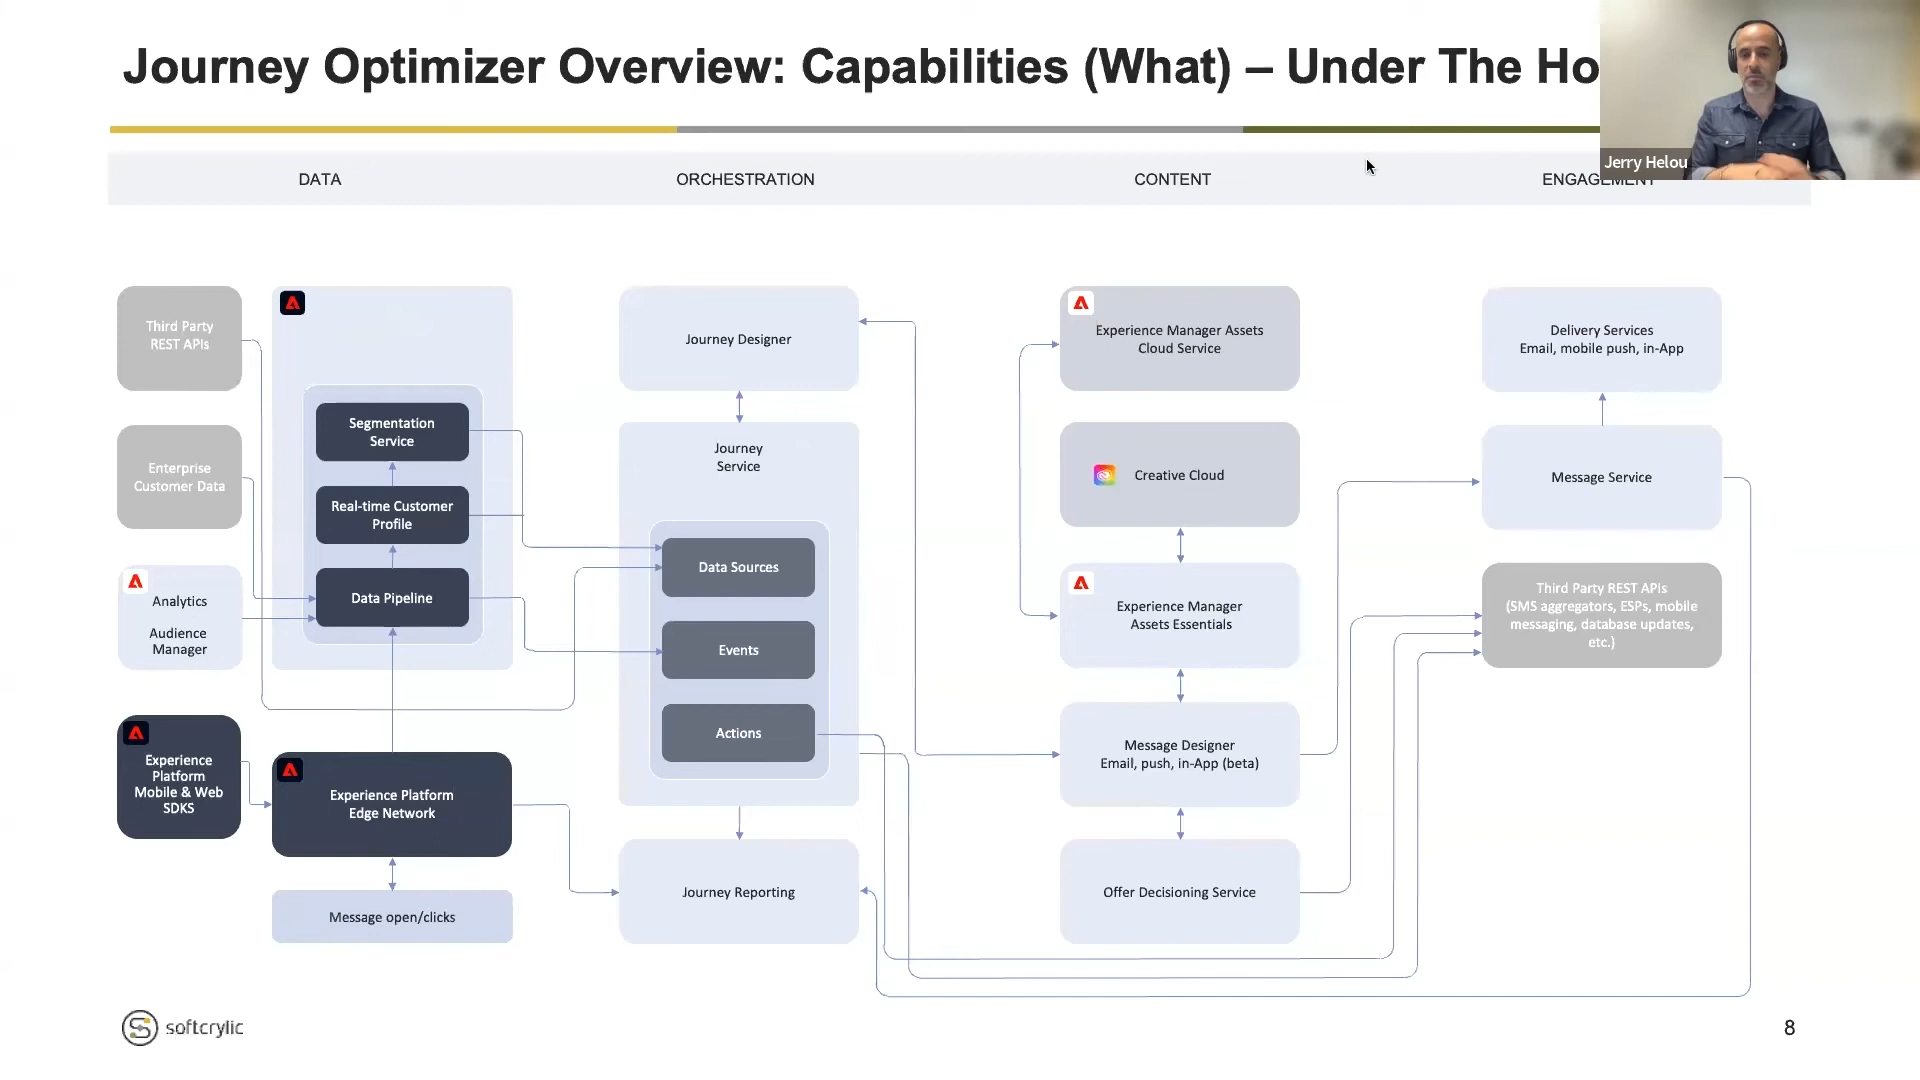 Journey Optimizer Overview: Capabilities (What) – Under The Ho
Jerry Helou
DATA
ORCHESTRATION
CONTENT
ENGAGEMENT
Third Party
REST APIs
Enterprise
Customer Data
Analytics
Audience
Manager
Experience
Platform
Mobile & Web
SDKS
Segmentation
Service
Real-time Customer
Profile
Data Pipeline
Experience Platform
Edge Network
Message open/clicks
Journey Designer
Journey
Service
Data Sources
Events
Actions
Journey Reporting
Experience Manager Assets
Cloud Service
Creative Cloud
Experience Manager
Assets Essentials
Message Designer
Email, push, in-App (beta)
Offer Decisioning Service
Delivery Services
Email, mobile push, in-App
Message Service
Third Party REST APIs
(SMS aggregators, ESPs, mobile
messaging, database updates,
etc.)
softcrylic
8